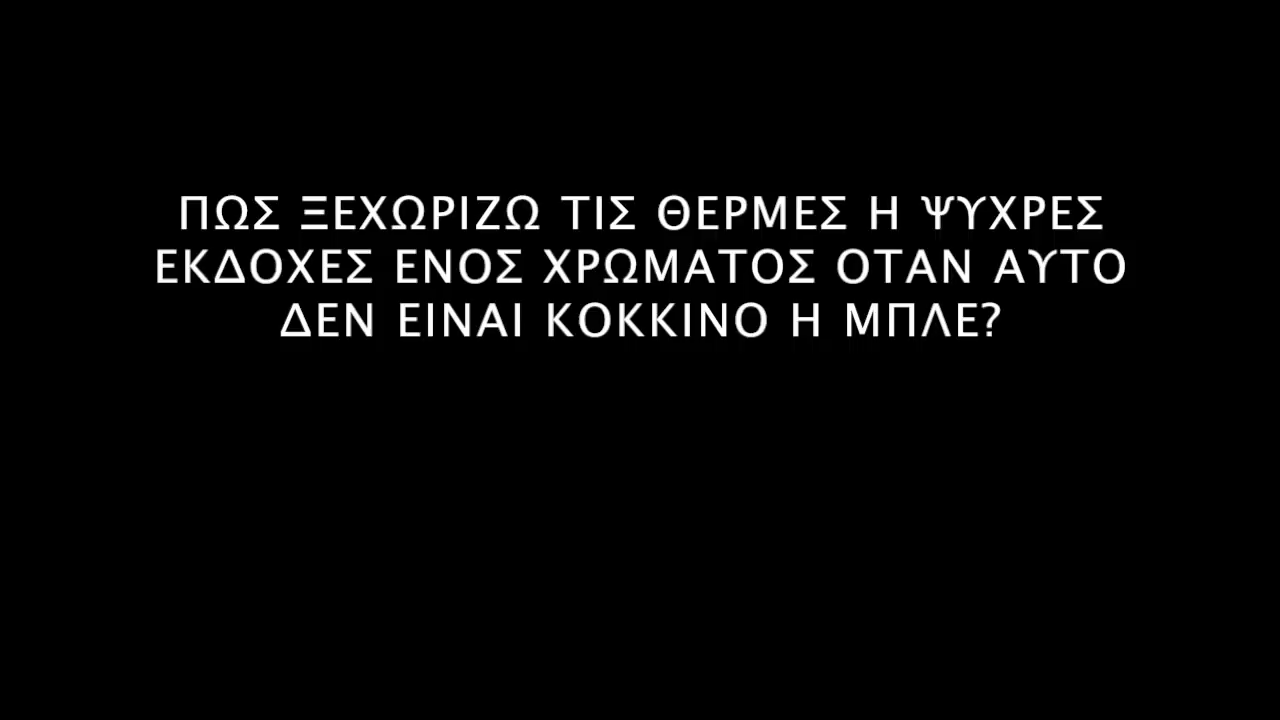 ΠΩΣ ΞΕΧΩΡΙΖΩ ΤΙΣ ΘΕΡΜΕΣ Η ΨΥΧΡΕΣ
ΕΚΔΟΧΕΣ ΕΝΟΣ ΧΡΩΜΑΤΟΣ ΟΤΑΝ ΑΥΤΟ
ΔΕΝ ΕΙΝΑΙ ΚΟΚΚΙΝΟ Η ΜΠΛΕ?